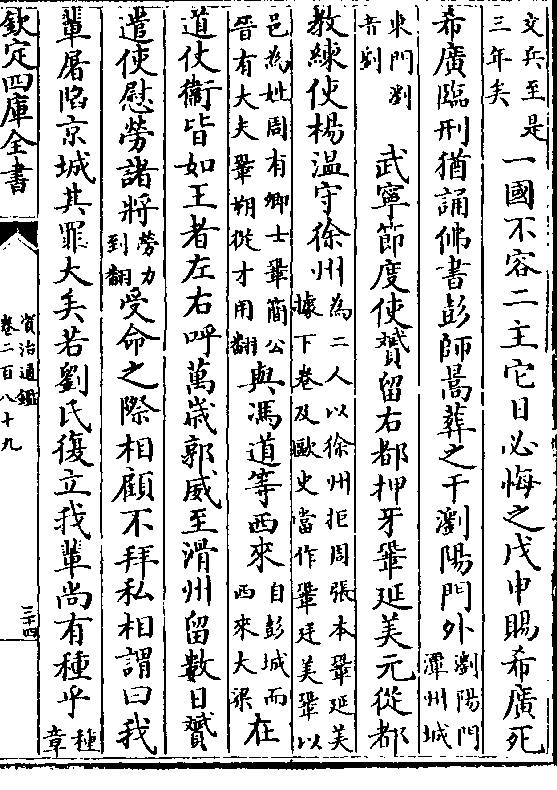 文兵至是
三年矣
一國不容二主它日必悔之戊申賜希廣死
希廣臨刑猶誦佛書彭師暠葬之于瀏陽門外
瀏陽門
潭州城
東門瀏
音劉
武寧節度使贇留右都押牙鞏延美元從都
教練使楊温守徐州
為二人以徐州拒周張本鞏延美
據下卷及歐史當作鞏廷美鞏以
邑為姓周有卿士鞏簡公
晉有大夫鞏朔從才用翻
與馮道等西來
自彭城而
西來大梁
在
道仗衛皆如王者左右呼萬歲郭威至滑州留數日贇
遣使慰勞諸將
勞力
到翻
受命之際相顧不拜私相謂曰我
輩屠陷京城其罪大矣若劉氏復立我輩尚有種乎
種
章
欽定四庫全書
資治通鑑
卷二百八十九
三十四